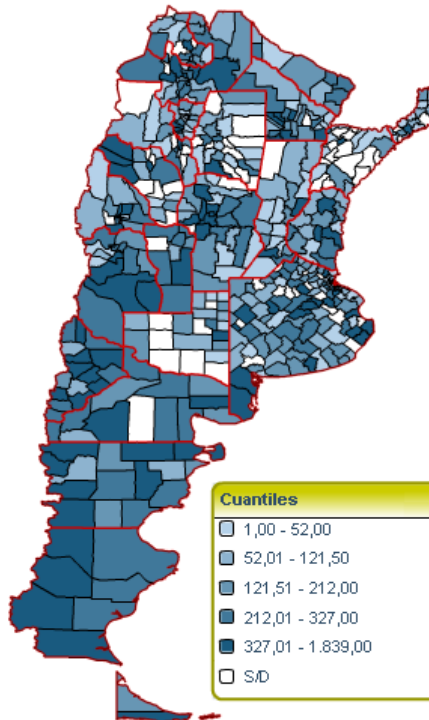 Cuantiles
1,00 - 52,00
52,01 - 121,50
121,51 - 212,00
212,01 - 327,00
327,01 - 1.839,00
S/D